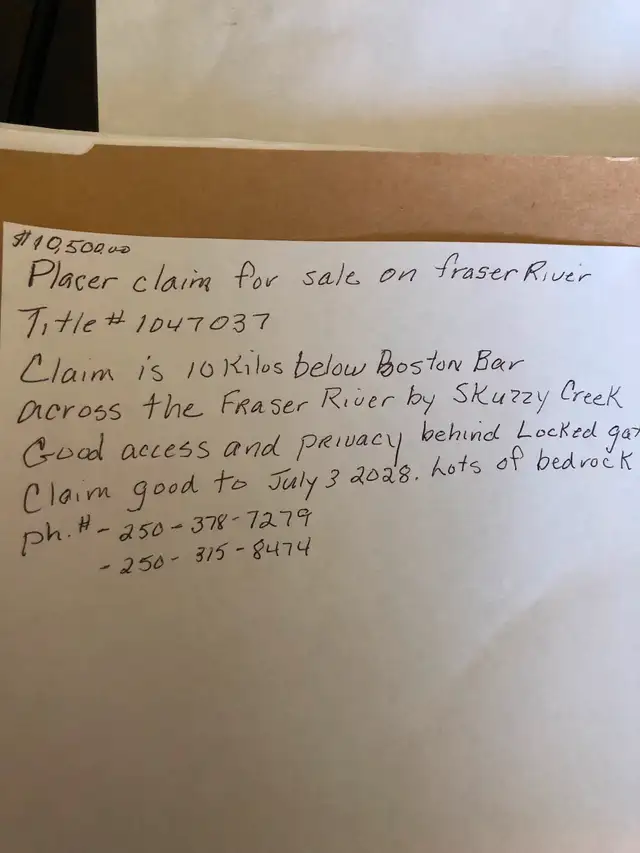 $10,500.00
Placer claim for sale on fraser River
Title # 1047037
Claim is 10 Kilos below Boston Bar
across the Fraser River by Skuzzy Creek
Good access and privacy behind Locked gat
Claim good to July 3 2028. Lots of bedrock
ph. # - 250 - 378 - 7279
- 250 - 315 - 8474